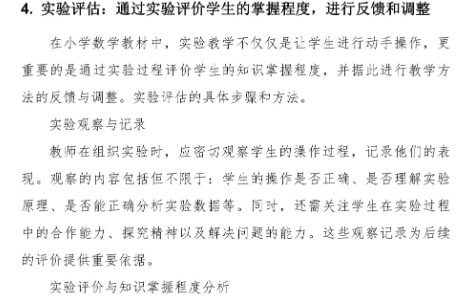 4. 实验评估：通过实验评价学生的掌握程度，进行反馈和调整
在小学数学教材中，实验教学不仅仅是让学生进行动手操作，更
重要的是通过实验过程评价学生的知识掌握程度，并据此进行教学方
法的反馈与调整。实验评估的具体步骤和方法。
实验观察与记录
教师在组织实验时，应密切观察学生的操作过程，记录他们的表
现。观察的内容包括但不限于：学生的操作是否正确、是否理解实验
原理、是否能正确分析实验数据等。同时，还需关注学生在实验过程
中的合作能力、探究精神以及解决问题的能力。这些观察记录为后续
的评价提供重要依据。
实验评价与知识掌握程度分析